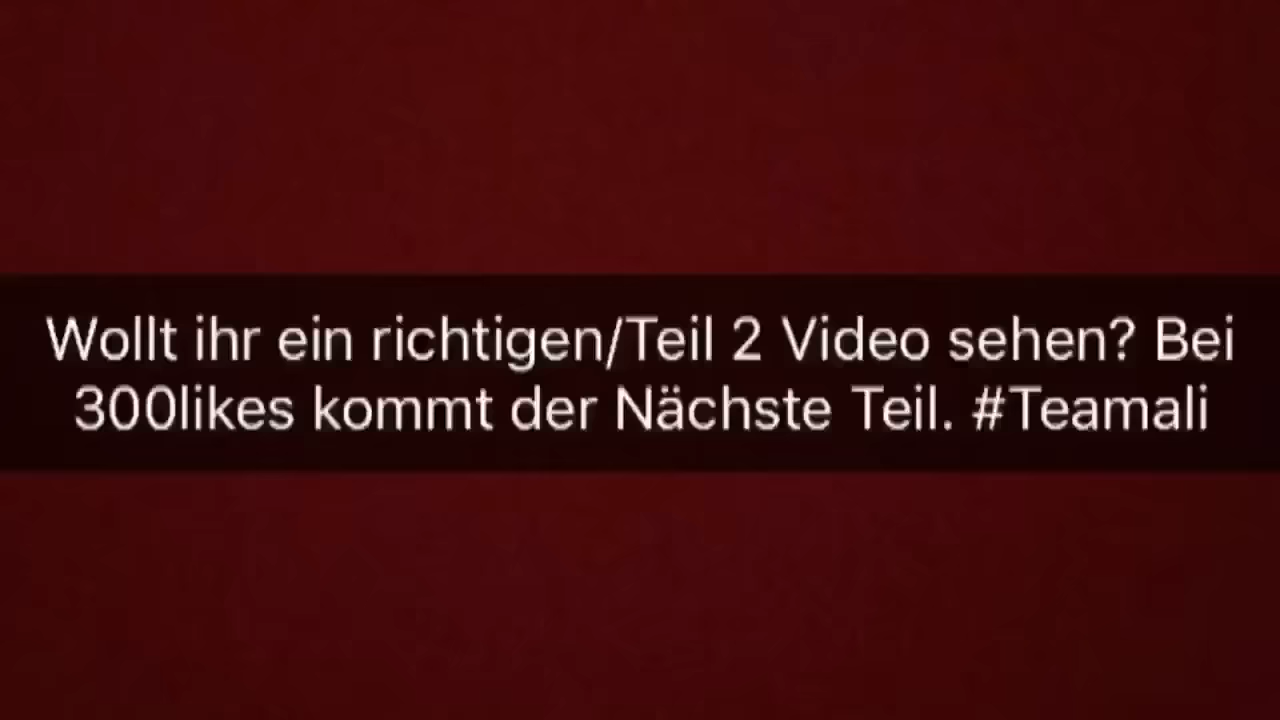 Wollt ihr ein richtigen/Teil 2 Video sehen? Bei
300likes kommt der Nächste Teil. #Teamali